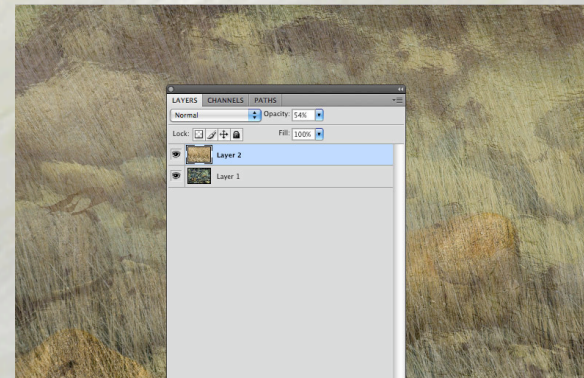 LAYERS CHANNELS PATHS
Normal Opacity: 54%
Lock: Fill: 100%
Layer 2
Layer 1